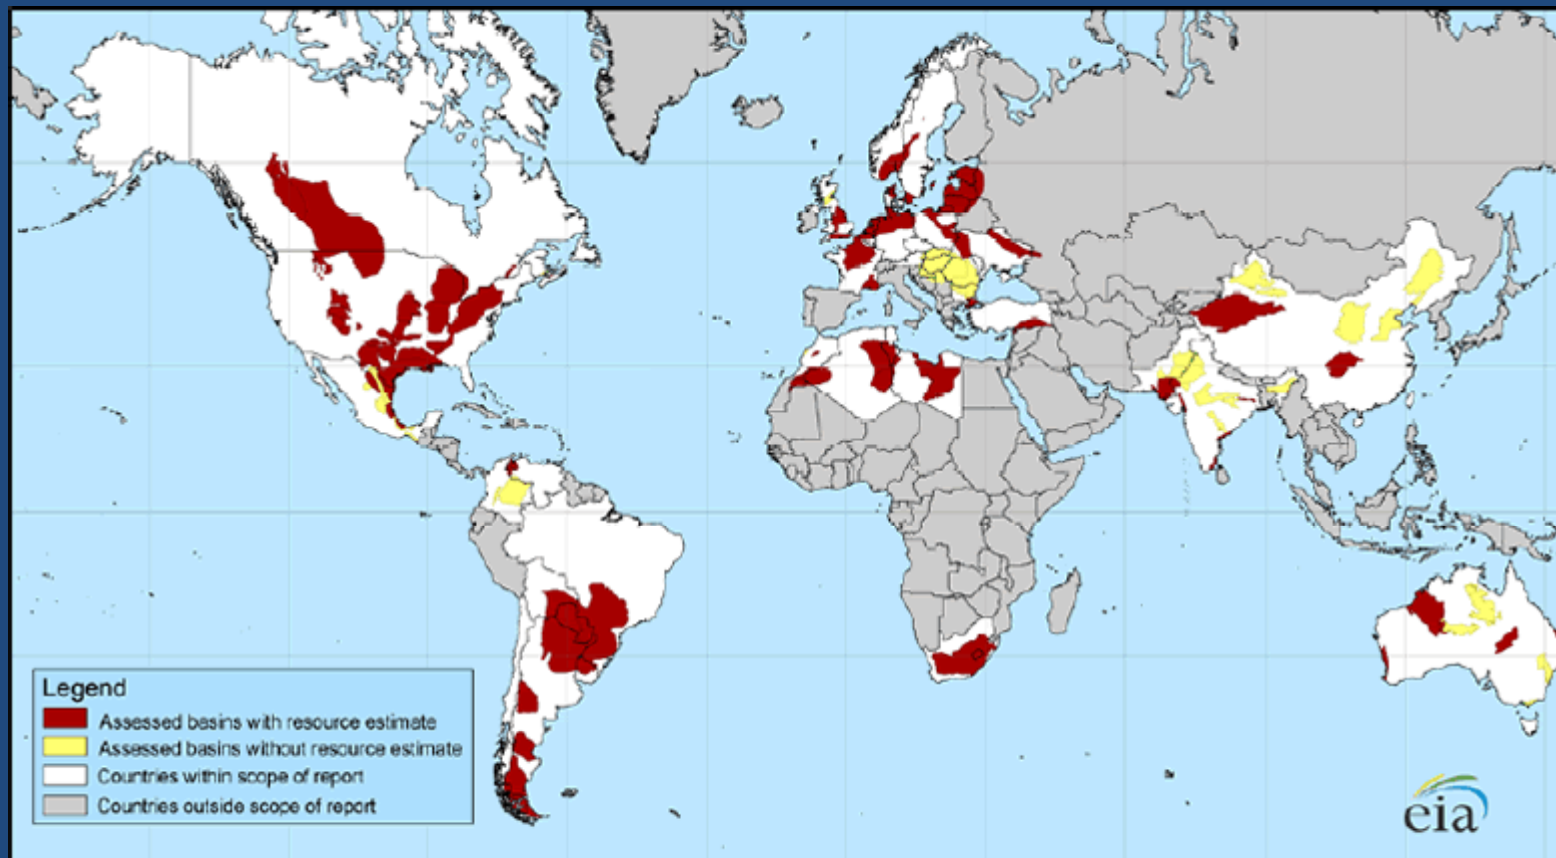 Legend
Assessed basins with resource estimate
Assessed basins without resource estimate
Countries within scope of report
Countries outside scope of report
eia